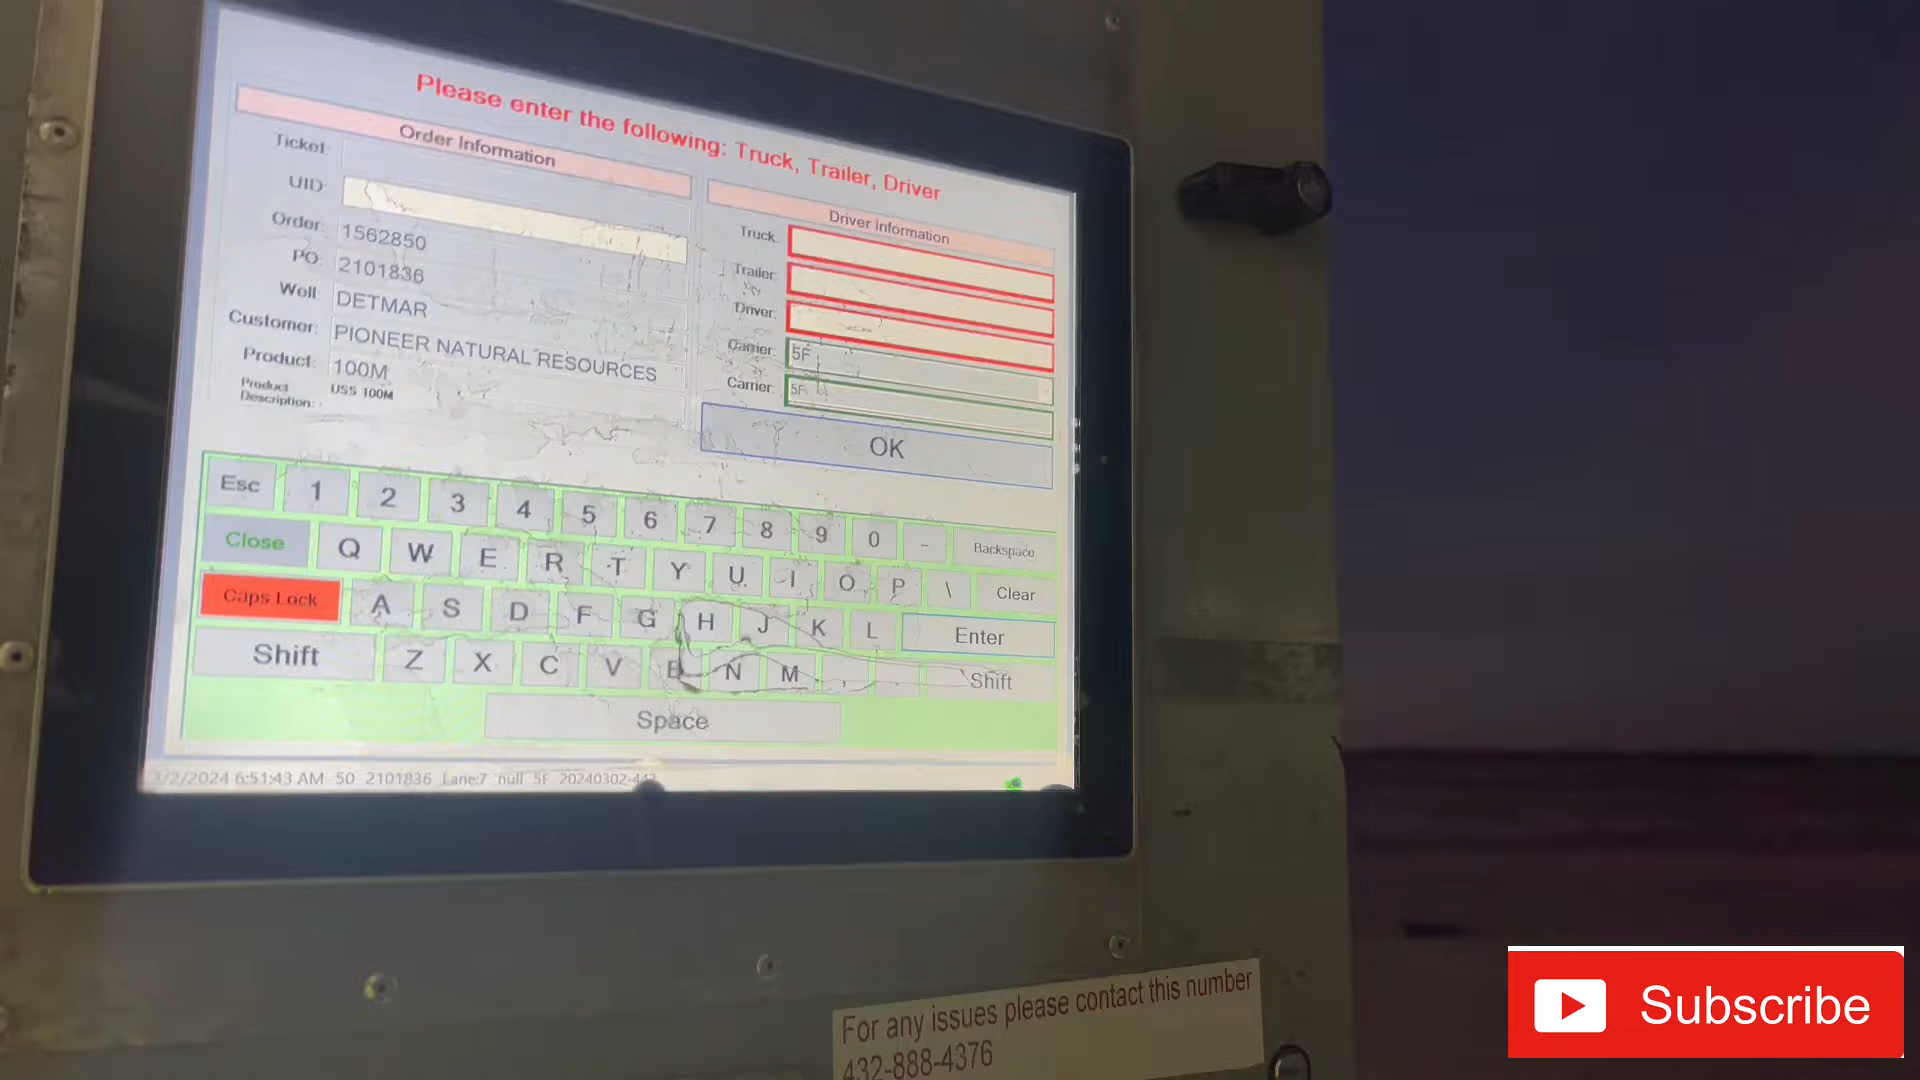 Please enter the following: Truck, Trailer, Driver
Order Information
Ticket:
UID:
Order: 1562850
PO: 2101836
Well: DETMAR
Customer: PIONEER NATURAL RESOURCES
Product: 100M
Product Description: USS 100M
Driver Information
Truck:
Trailer:
Driver:
Carrier: 5F
Carrier: 5F
OK
Esc 1 2 3 4 5 6 7 8 9 0 - Backspace
Close Q W E R T Y U I O P \ Clear
Caps Lock A S D F G H J K L Enter
Shift Z X C V B N M , Shift
Space
3/2/2024 6:51:43 AM 50 2101836 Lane:7 null 5F 20240302-443
For any issues please contact this number
432-888-4376
Subscribe